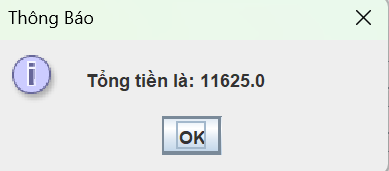 Thông Báo
Tổng tiền là: 11625.0
OK